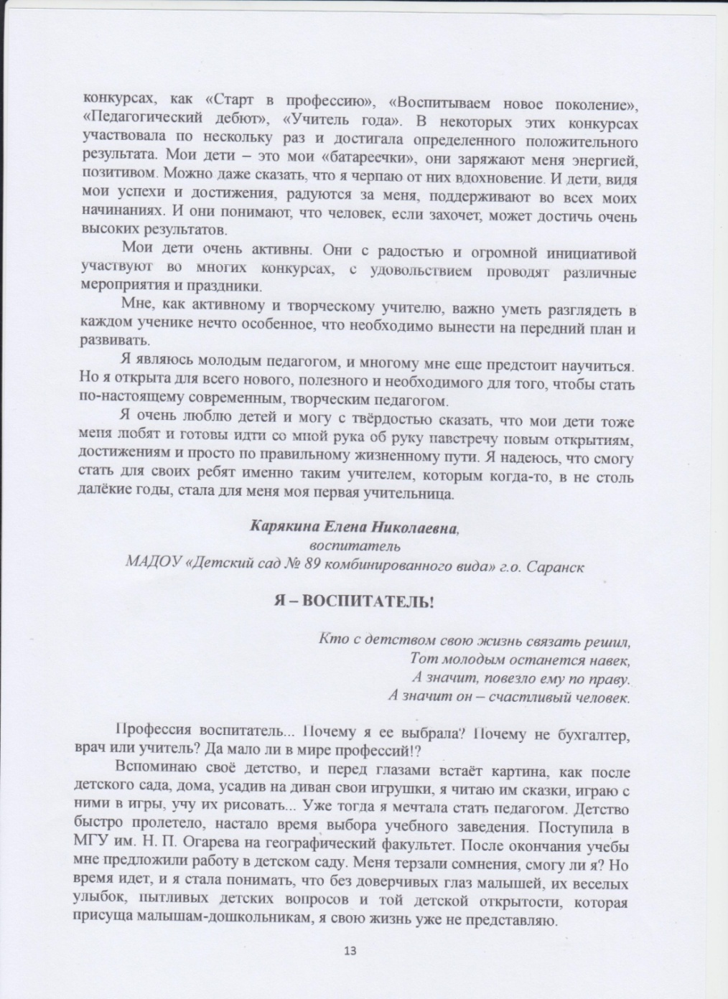 конкурсах, как «Старт в профессию», «Воспитываем новое поколение»,
«Педагогический дебют», «Учитель года». В некоторых этих конкурсах
участвовала по нескольку раз и достигала определенного положительного
результата. Мои дети – это мои «батареечки», они заряжают меня энергией,
позитивом. Можно даже сказать, что я черпаю от них вдохновение. И дети, видя
мои успехи и достижения, радуются за меня, поддерживают во всех моих
начинаниях. И они понимают, что человек, если захочет, может достичь очень
высоких результатов.
Мои дети очень активны. Они с радостью и огромной инициативой
участвуют во многих конкурсах, с удовольствием проводят различные
мероприятия и праздники.
Мне, как активному и творческому учителю, важно уметь разглядеть в
каждом ученике нечто особенное, что необходимо вынести на передний план и
развивать.
Я являюсь молодым педагогом, и многому мне еще предстоит научиться.
Но я открыта для всего нового, полезного и необходимого для того, чтобы стать
по-настоящему современным, творческим педагогом.
Я очень люблю детей и могу с твёрдостью сказать, что мои дети тоже
меня любят и готовы идти со мной рука об руку навстречу новым открытиям,
достижениям и просто по правильному жизненному пути. Я надеюсь, что смогу
стать для своих ребят именно таким учителем, которым когда-то, в не столь
далёкие годы, стала для меня моя первая учительница.
Карякина Елена Николаевна,
воспитатель
МАДОУ «Детский сад № 89 комбинированного вида» г.о. Саранск
Я – ВОСПИТАТЕЛЬ!
Кто с детством свою жизнь связать решил,
Тот молодым останется навек,
А значит, повезло ему по праву.
А значит он – счастливый человек.
Профессия воспитатель... Почему я ее выбрала? Почему не бухгалтер,
врач или учитель? Да мало ли в мире профессий!?
Вспоминаю своё детство, и перед глазами встаёт картина, как после
детского сада, дома, усадив на диван свои игрушки, я читаю им сказки, играю с
ними в игры, учу их рисовать... Уже тогда я мечтала стать педагогом. Детство
быстро пролетело, настало время выбора учебного заведения. Поступила в
МГУ им. Н. П. Огарева на географический факультет. После окончания учебы
мне предложили работу в детском саду. Меня терзали сомнения, смогу ли я? Но
время идет, и я стала понимать, что без доверчивых глаз малышей, их веселых
улыбок, пытливых детских вопросов и той детской открытости, которая
присуща малышам-дошкольникам, я свою жизнь уже не представляю.
13